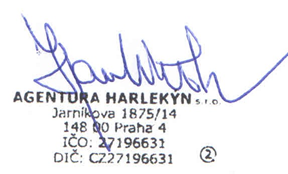 AGENTURA HARLEKYN s.r.o.
Jarníkova 1875/14
148 00 Praha 4
IČO: 27196631
DIČ: CZ27196631 ②